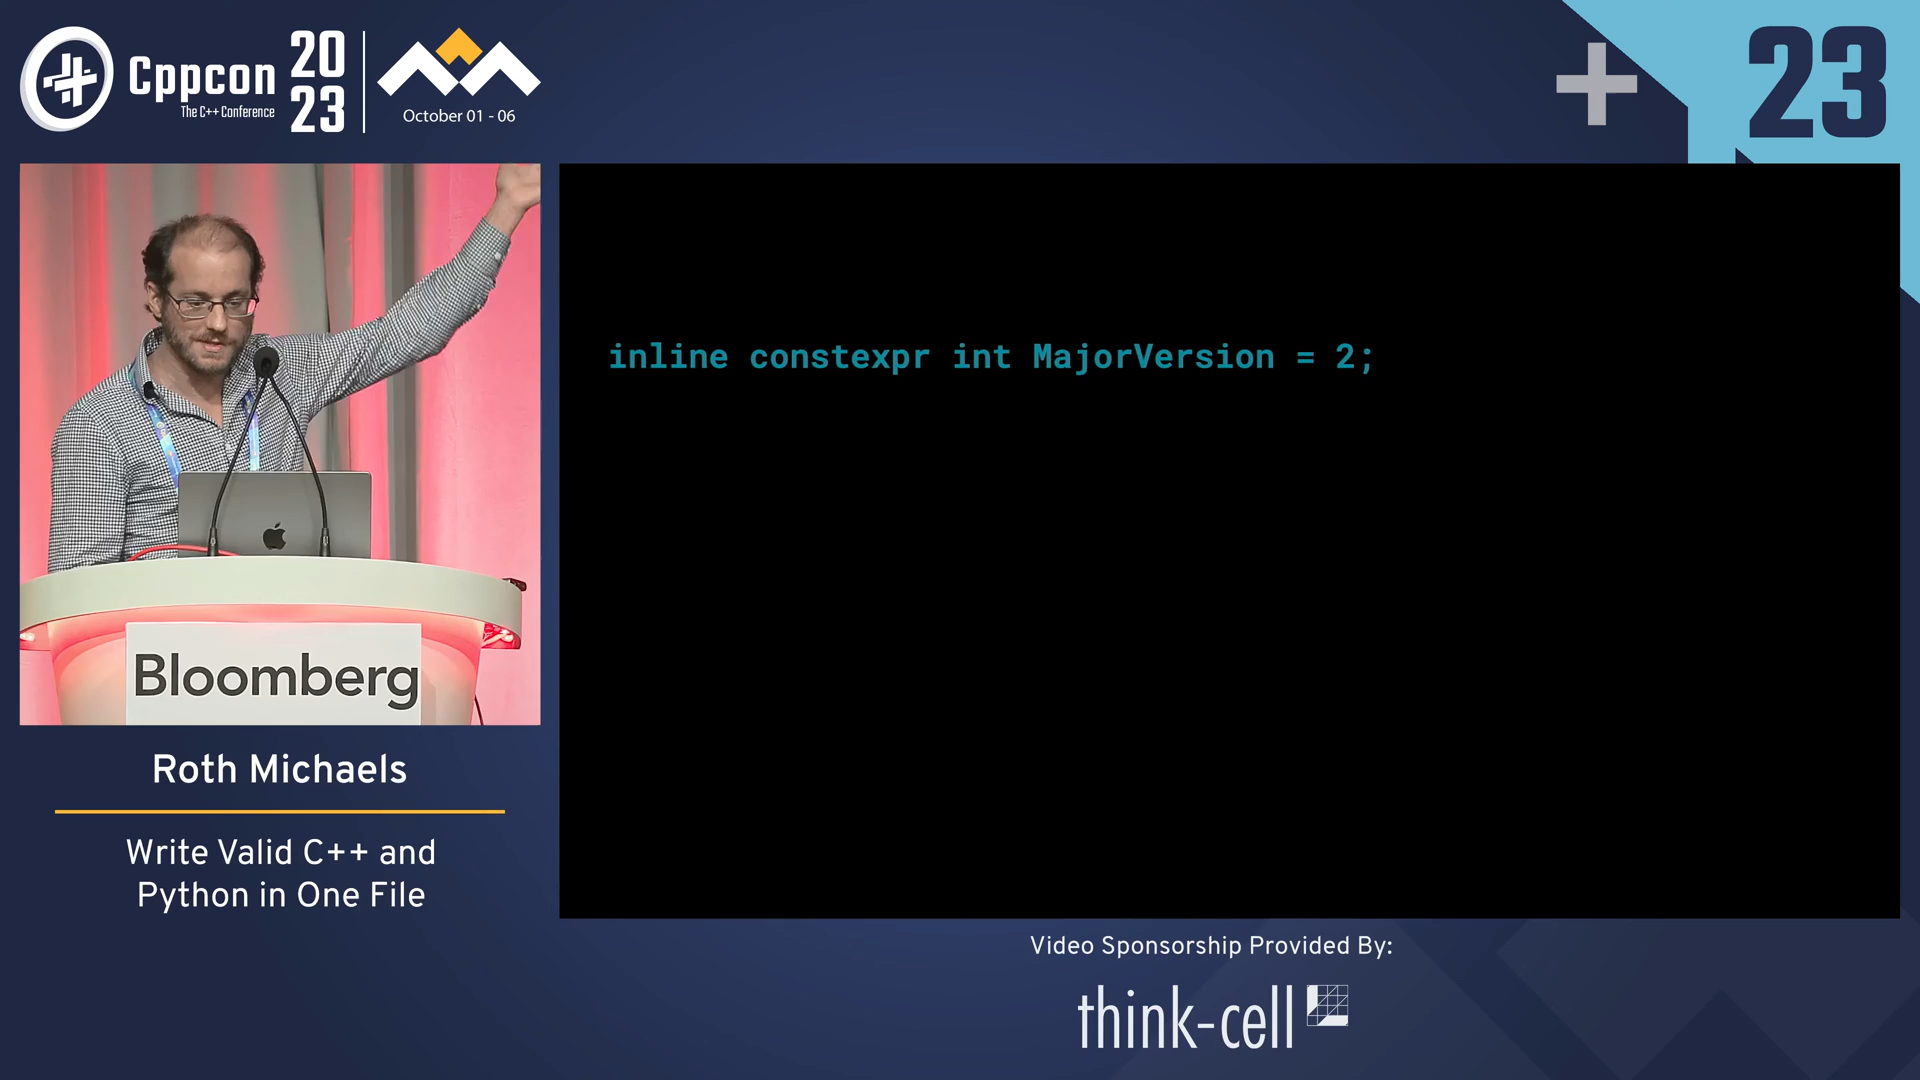 Cppcon
The C++ Conference
20
23
October 01 - 06
23
inline constexpr int MajorVersion = 2;
Bloomberg
Roth Michaels
Write Valid C++ and
Python in One File
Video Sponsorship Provided By:
think-cell